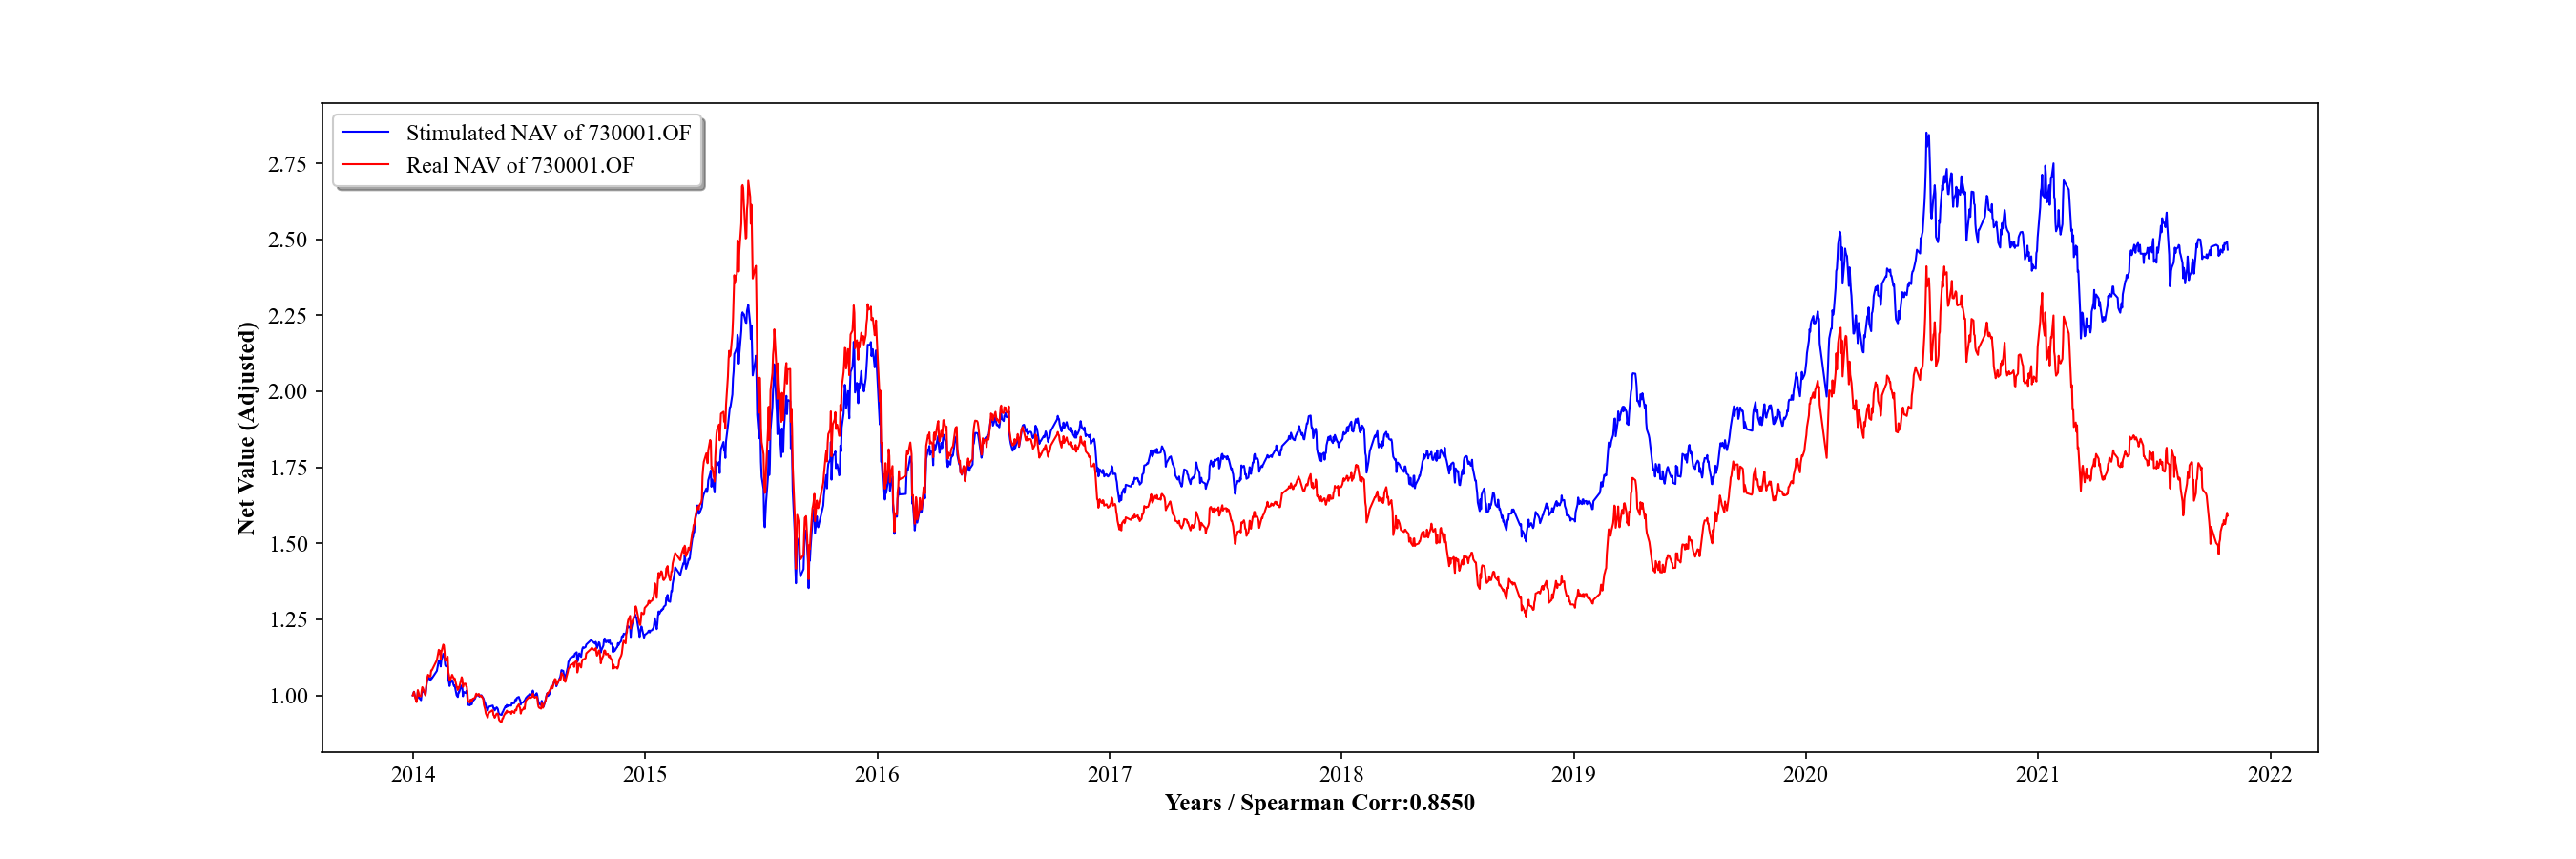 Stimulated NAV of 730001.OF
Real NAV of 730001.OF
Net Value (Adjusted)
2.75
2.50
2.25
2.00
1.75
1.50
1.25
1.00
2014 2015 2016 2017 2018 2019 2020 2021 2022
Years / Spearman Corr:0.8550